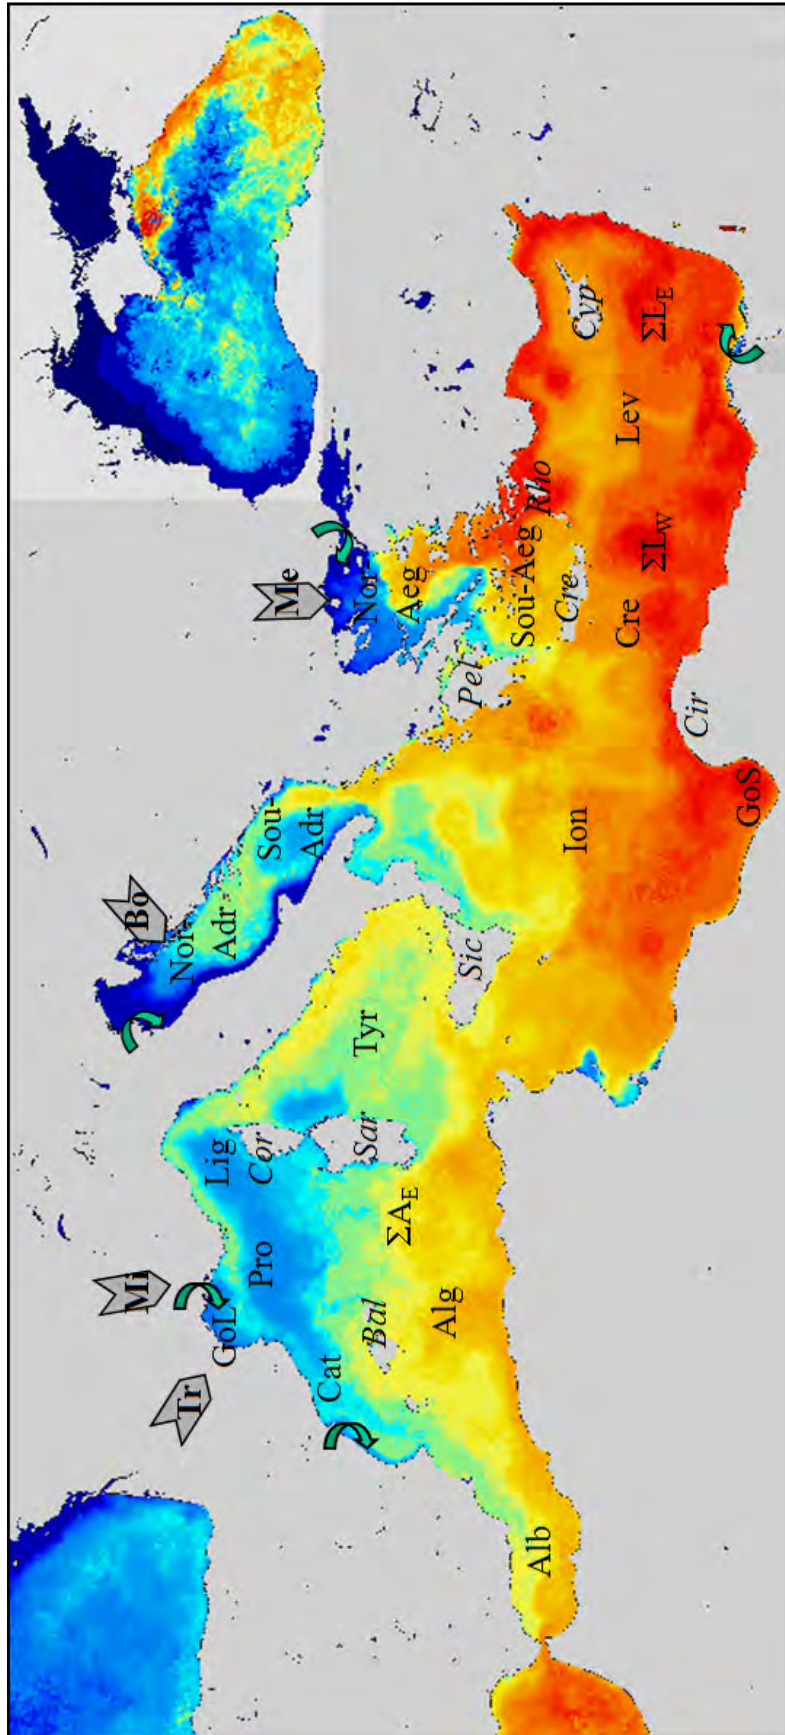 Me
Bo
Mi
Tr
Nor-
Aeg
Nor-
Adr
Sou-
Adr
Lig
Cor
Pro
GoL
Cat
Bal
Sar
Tyr
Sic
ΣA_E
Alg
Alb
Pel
Sou-Aeg
Cre
Rho
Cyp
Ion
Cre
ΣL_W
Lev
ΣL_E
Cir
GoS